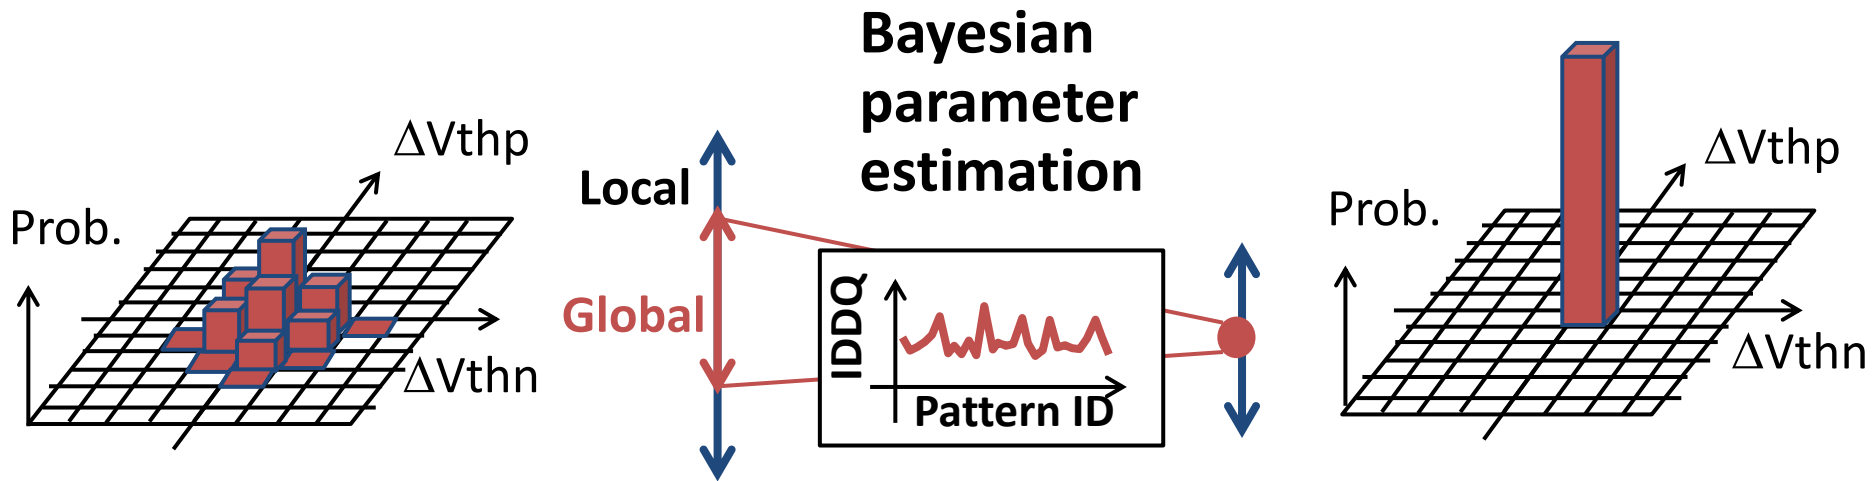 Prob.
ΔVthp
ΔVthn
Local
Global
Bayesian
parameter
estimation
IDDQ
Pattern ID
Prob.
ΔVthp
ΔVthn